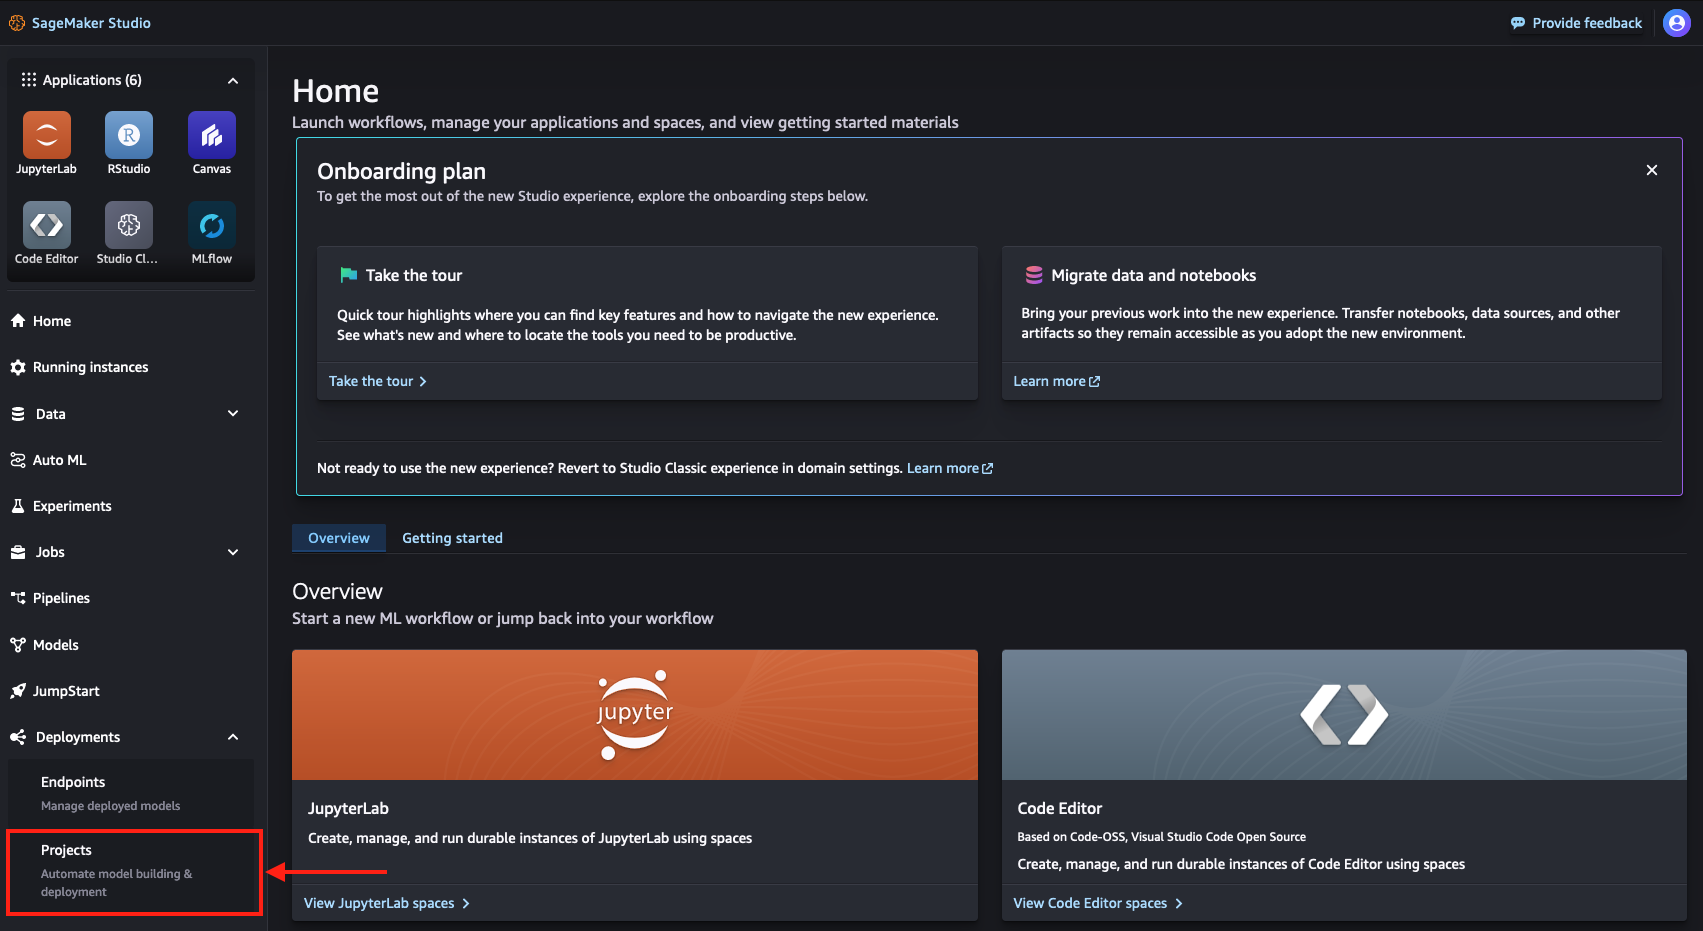 SageMaker Studio
Provide feedback
Applications (6)
JupyterLab
RStudio
Canvas
Code Editor
Studio Cl...
MLflow
Home
Running instances
Data
Auto ML
Experiments
Jobs
Pipelines
Models
JumpStart
Deployments
Endpoints
Manage deployed models
Projects
Automate model building &
deployment
Home
Launch workflows, manage your applications and spaces, and view getting started materials
Onboarding plan
To get the most out of the new Studio experience, explore the onboarding steps below.
Take the tour
Quick tour highlights where you can find key features and how to navigate the new experience.
See what's new and where to locate the tools you need to be productive.
Take the tour
Migrate data and notebooks
Bring your previous work into the new experience. Transfer notebooks, data sources, and other
artifacts so they remain accessible as you adopt the new environment.
Learn more
Not ready to use the new experience? Revert to Studio Classic experience in domain settings. Learn more
Overview
Getting started
Overview
Start a new ML workflow or jump back into your workflow
jupyter
JupyterLab
Create, manage, and run durable instances of JupyterLab using spaces
View JupyterLab spaces
Code Editor
Based on Code-OSS, Visual Studio Code Open Source
Create, manage, and run durable instances of Code Editor using spaces
View Code Editor spaces